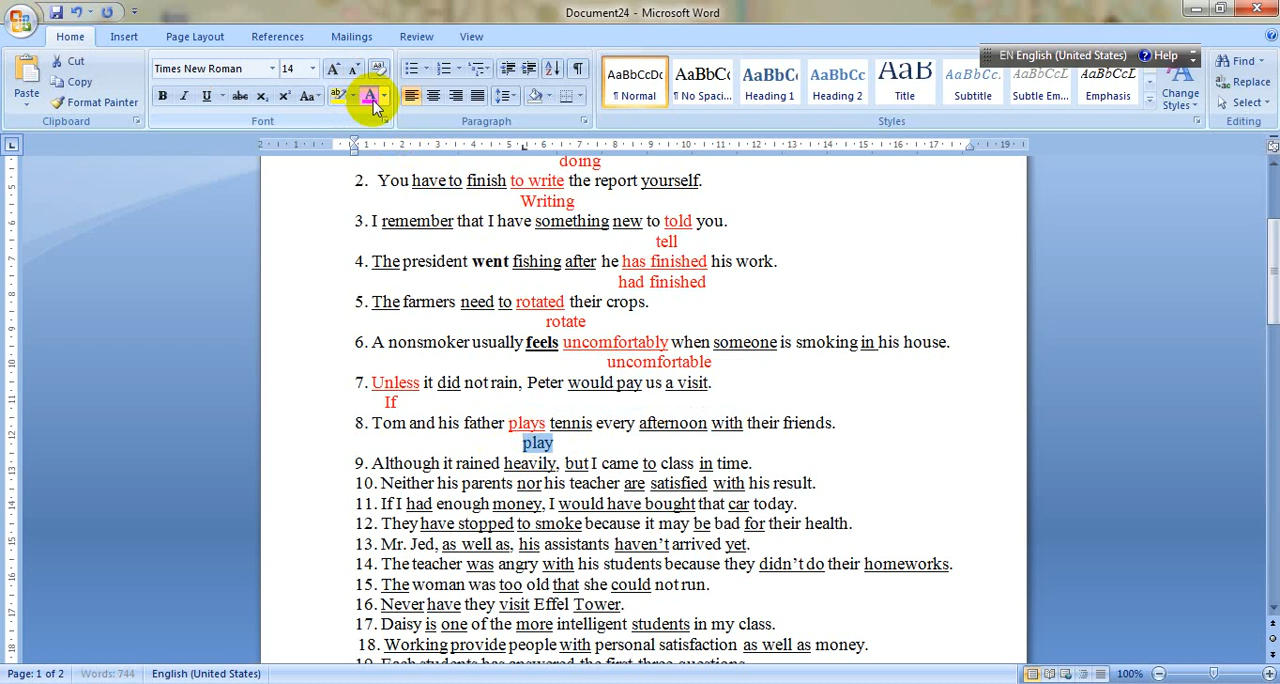 Document24 - Microsoft Word
Home Insert Page Layout References Mailings Review View
EN English (United States) Help
Paste
Cut
Copy
Format Painter
Clipboard
Times New Roman 14
Font
Paragraph
AaBbCcDc AaBbCcDc AaBbC AaBbCc AaB AaBbCc. AaBbCcDc AaBbCcDc
¶ Normal ¶ No Spaci... Heading 1 Heading 2 Title Subtitle Subtle Em... Emphasis
Change Styles
Styles
Find
Replace
Select
Editing
doing
2. You have to finish to write the report yourself.
Writing
3. I remember that I have something new to told you.
tell
4. The president went fishing after he has finished his work.
had finished
5. The farmers need to rotated their crops.
rotate
6. A nonsmoker usually feels uncomfortably when someone is smoking in his house.
uncomfortable
7. Unless it did not rain, Peter would pay us a visit.
If
8. Tom and his father plays tennis every afternoon with their friends.
play
9. Although it rained heavily, but I came to class in time.
10. Neither his parents nor his teacher are satisfied with his result.
11. If I had enough money, I would have bought that car today.
12. They have stopped to smoke because it may be bad for their health.
13. Mr. Jed, as well as, his assistants haven’t arrived yet.
14. The teacher was angry with his students because they didn’t do their homeworks.
15. The woman was too old that she could not run.
16. Never have they visit Effel Tower.
17. Daisy is one of the more intelligent students in my class.
18. Working provide people with personal satisfaction as well as money.
19. Each students has answered the first three questions.
Page: 1 of 2 Words: 744 English (United States) 100%